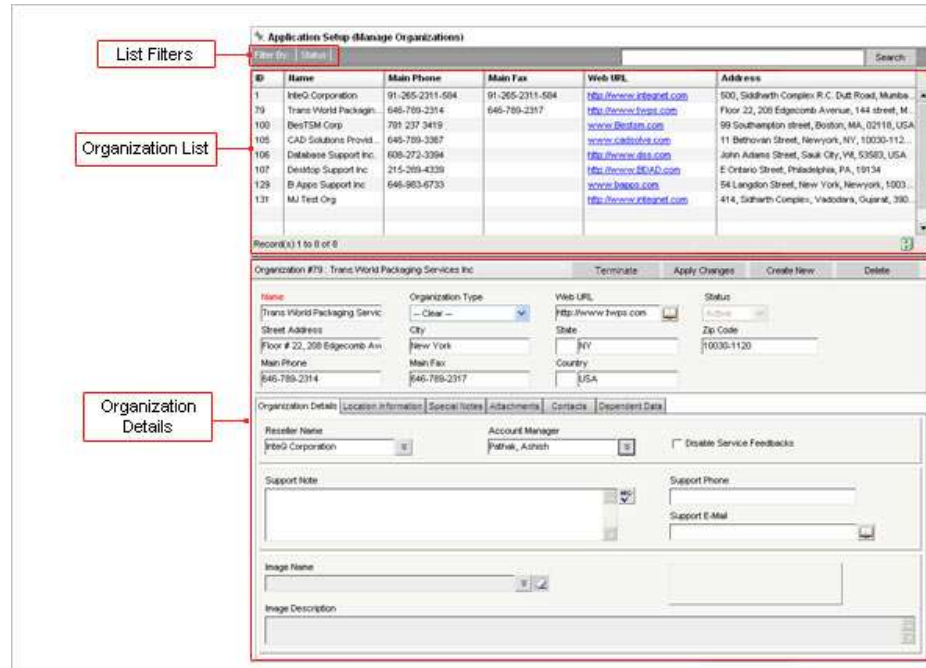 Application Setup (Manage Organizations)
List Filters
Filter By: Status
Search
ID Name Main Phone Main Fax Web URL Address
1 InteQ Corporation 91-265-2311-584 91-265-2311-584 http://www.integnet.com 500, Siddharth Complex R.C. Dutt Road, Mumba...
79 Trans World Packagin... 646-789-2314 646-789-2317 http://www.twps.com Floor 22, 208 Edgecomb Avenue, 144 street, M...
100 BesTSM Corp 781 237 3419 www.Bestsm.com 99 Southampton street, Boston, MA, 02118, USA
Organization List
105 CAD Solutions Provid... 646-789-3367 www.cadsolve.com 11 Betnovan Street, Newyork, NY, 10030-112...
106 Database Support Inc. 608-272-3394 http://www.dss.com John Adams Street, Sauk City, WI, 53583, USA
107 Desktop Support Inc 215-289-4339 http://www.BDAD.com E Ontario Street, Philadelphia, PA, 19134
129 B Apps Support Inc 646-983-6733 www.bapps.com 54 Langdon Street, New York, Newyork, 1003...
131 MJ Test Org http://www.integnet.com 414, Sidharth Complex, Vadodara, Gujarat, 390...
Record(s) 1 to 8 of 8
Organization #79 : Trans World Packaging Services Inc Terminate Apply Changes Create New Delete
Name Organization Type Web URL Status
Trans World Packaging Servic -- Clear -- http://www.twps.com Active
Street Address City State Zip Code
Floor # 22, 208 Edgecomb Ave New York NY 10030-1120
Main Phone Main Fax Country
646-789-2314 646-789-2317 USA
Organization Details
Organization Details Location Information Special Notes Attachments Contacts Dependent Data
Reseller Name Account Manager
InteQ Corporation Pathak, Ashish Disable Service Feedbacks
Support Note Support Phone
ABC
Support E-Mail
Image Name
Image Description